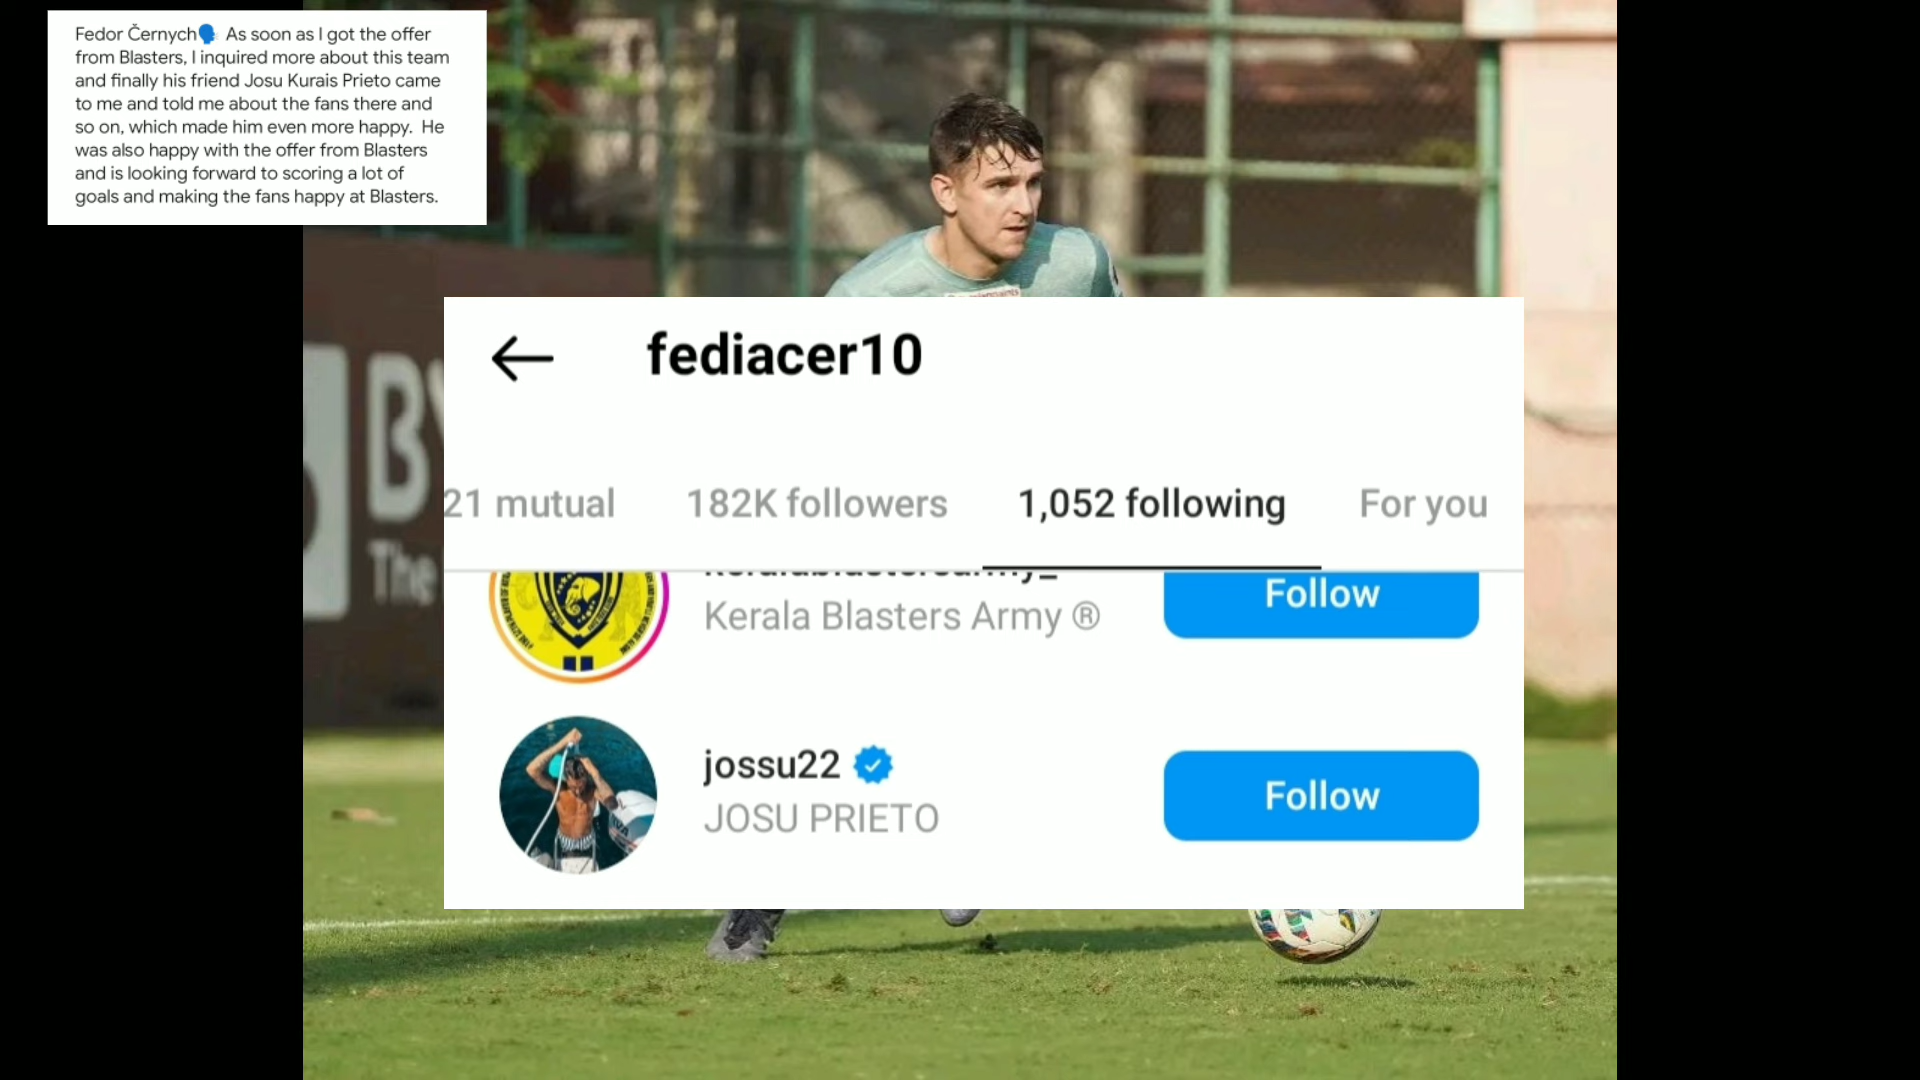 Fedor Černych🗣 As soon as I got the offer
from Blasters, I inquired more about this team
and finally his friend Josu Kurais Prieto came
to me and told me about the fans there and
so on, which made him even more happy.  He
was also happy with the offer from Blasters
and is looking forward to scoring a lot of
goals and making the fans happy at Blasters.
fediacer10
21 mutual
182K followers
1,052 following
For you
Kerala Blasters Army ®
Follow
jossu22
JOSU PRIETO
Follow
The